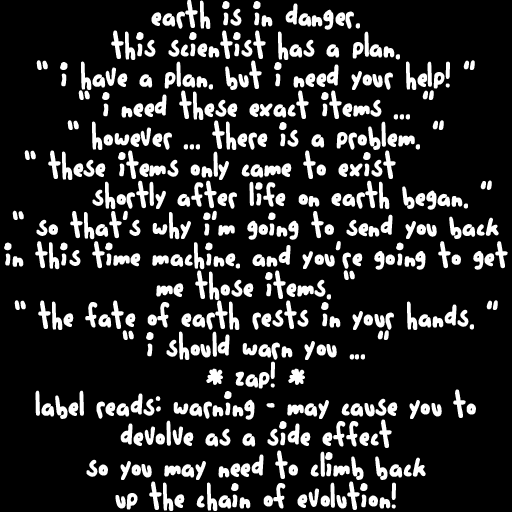 earth is in danger.
this scientist has a plan.
" i have a plan. but i need your help! "
" i need these exact items ... "
" however ... there is a problem. "
" these items only came to exist
shortly after life on earth began. "
" so that's why i'm going to send you back
in this time machine. and you're going to get
me those items. "
" the fate of earth rests in your hands. "
" i should warn you ... "
* zap! *
label reads: warning - may cause you to
devolve as a side effect
so you may need to climb back
up the chain of evolution!